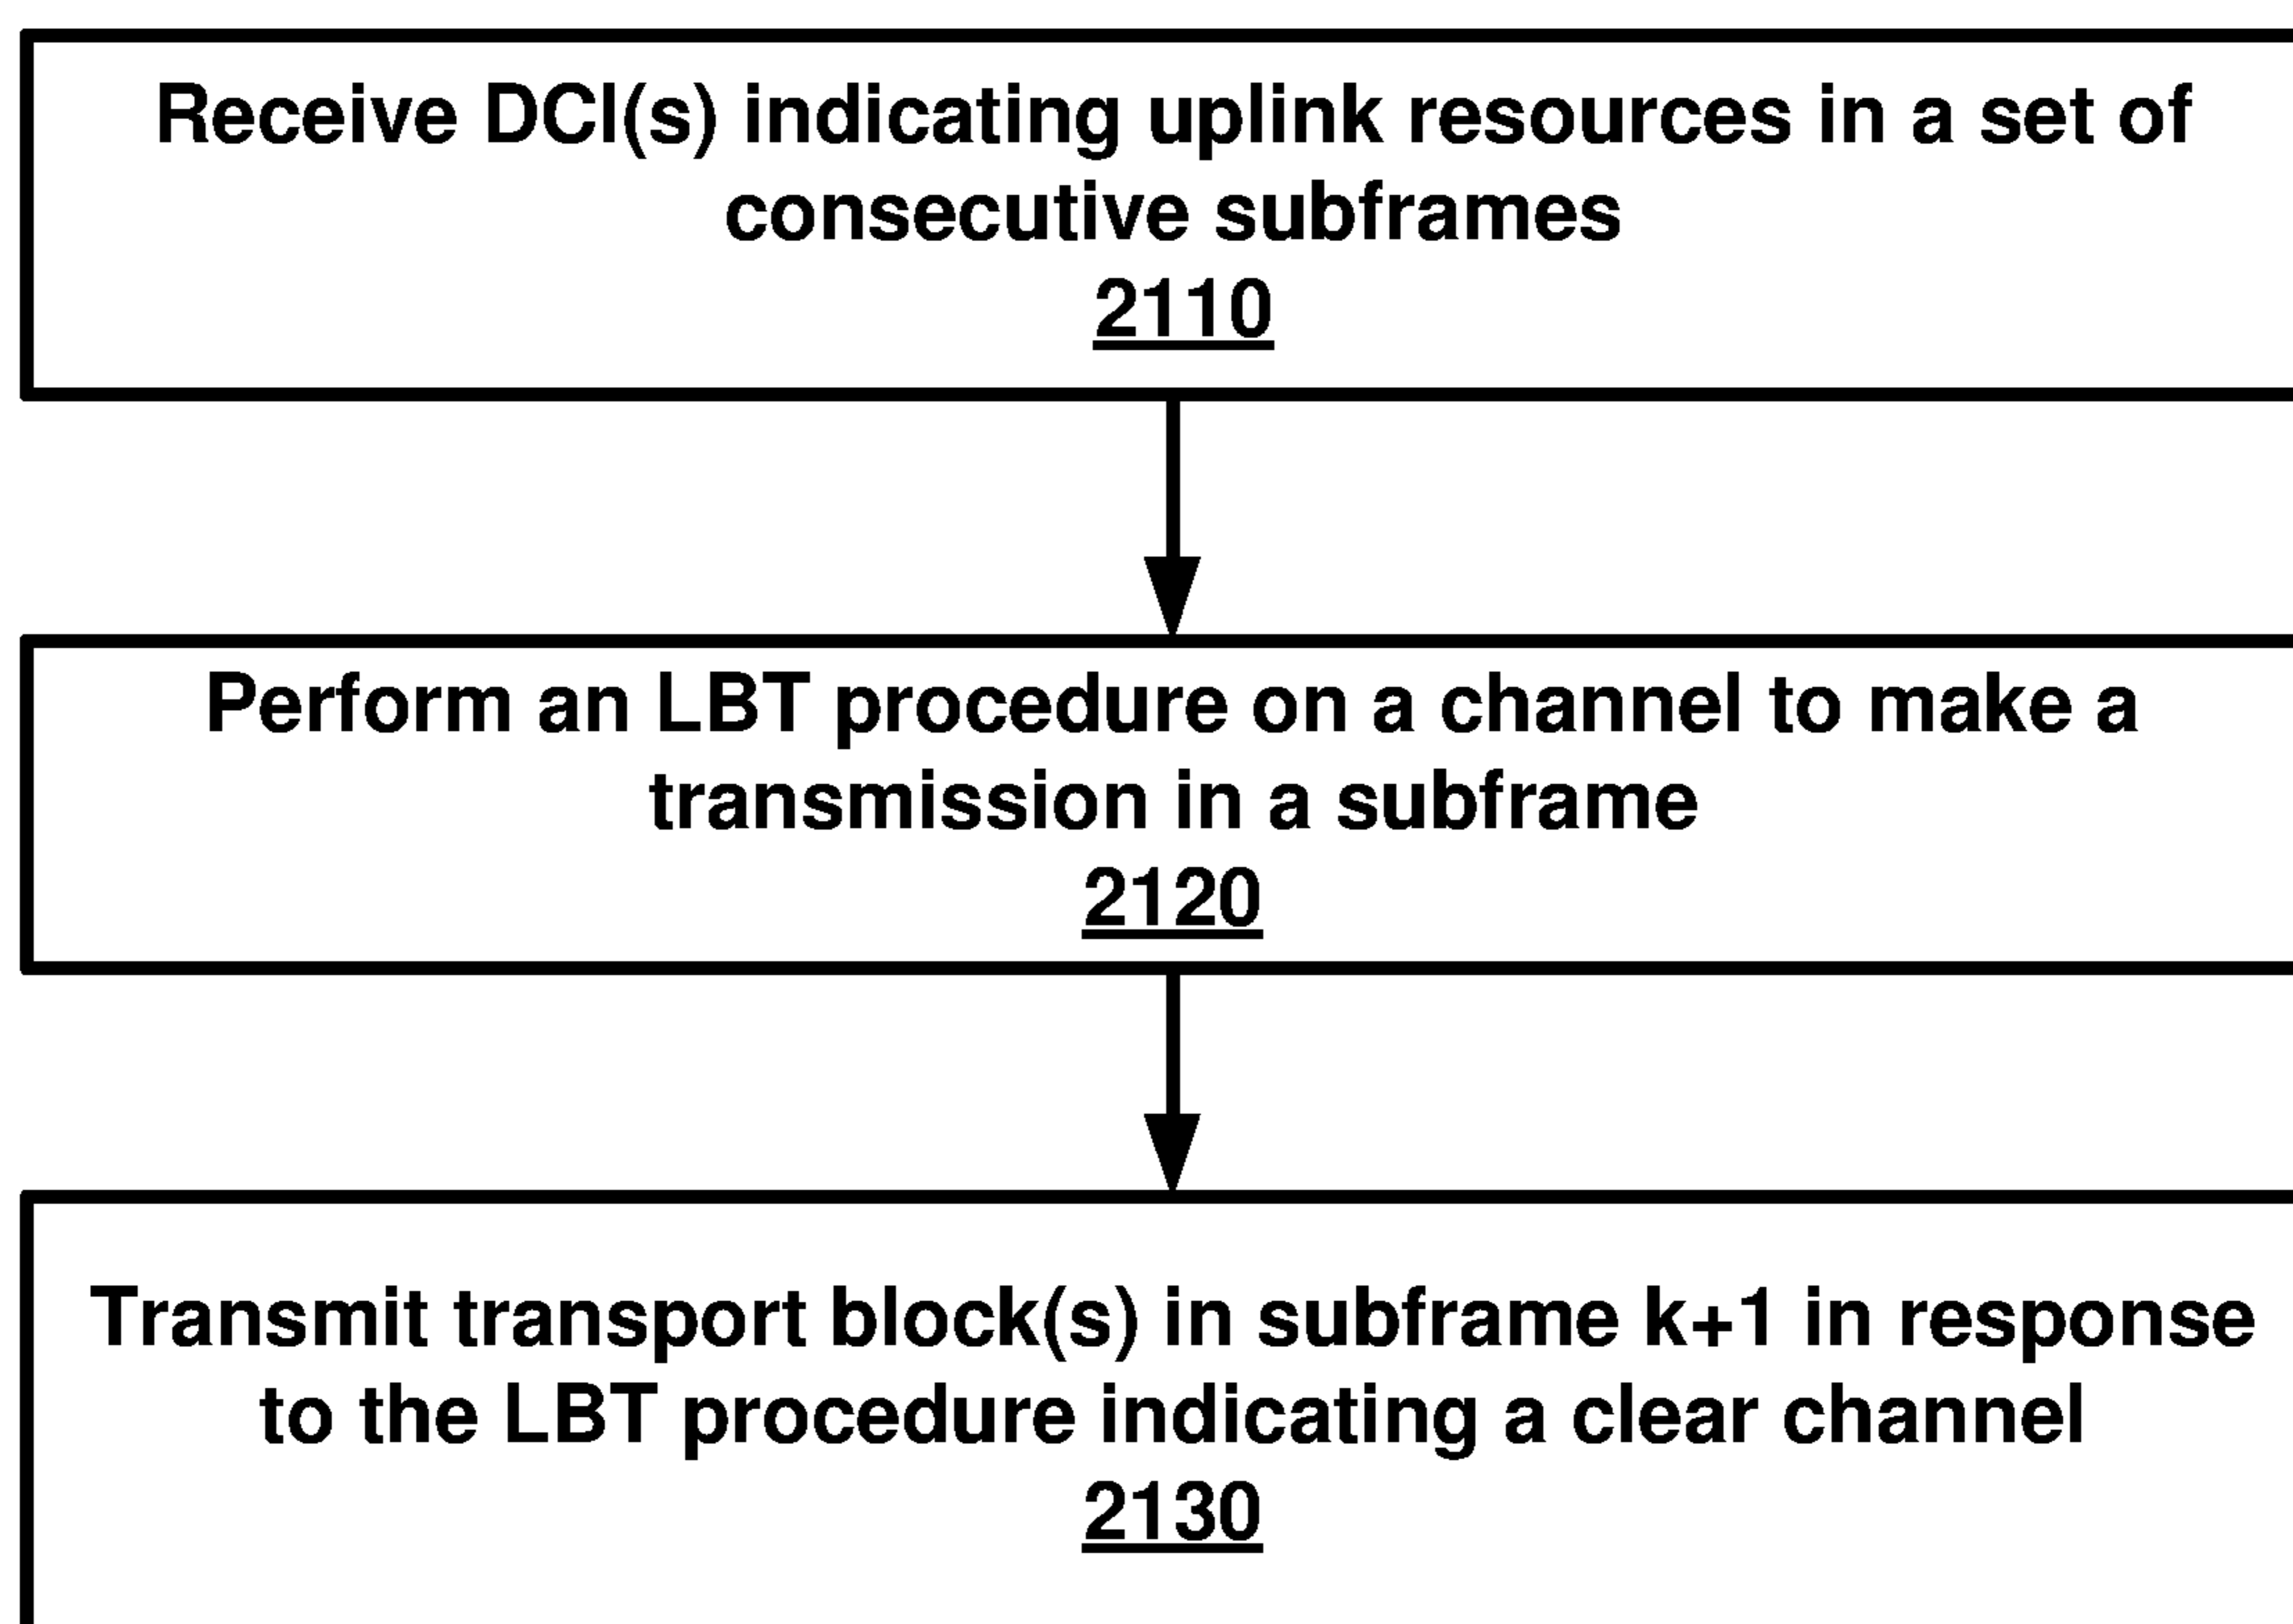 Receive DCI(s) indicating uplink resources in a set of
consecutive subframes
2110
Perform an LBT procedure on a channel to make a
transmission in a subframe
2120
Transmit transport block(s) in subframe k+1 in response
to the LBT procedure indicating a clear channel
2130